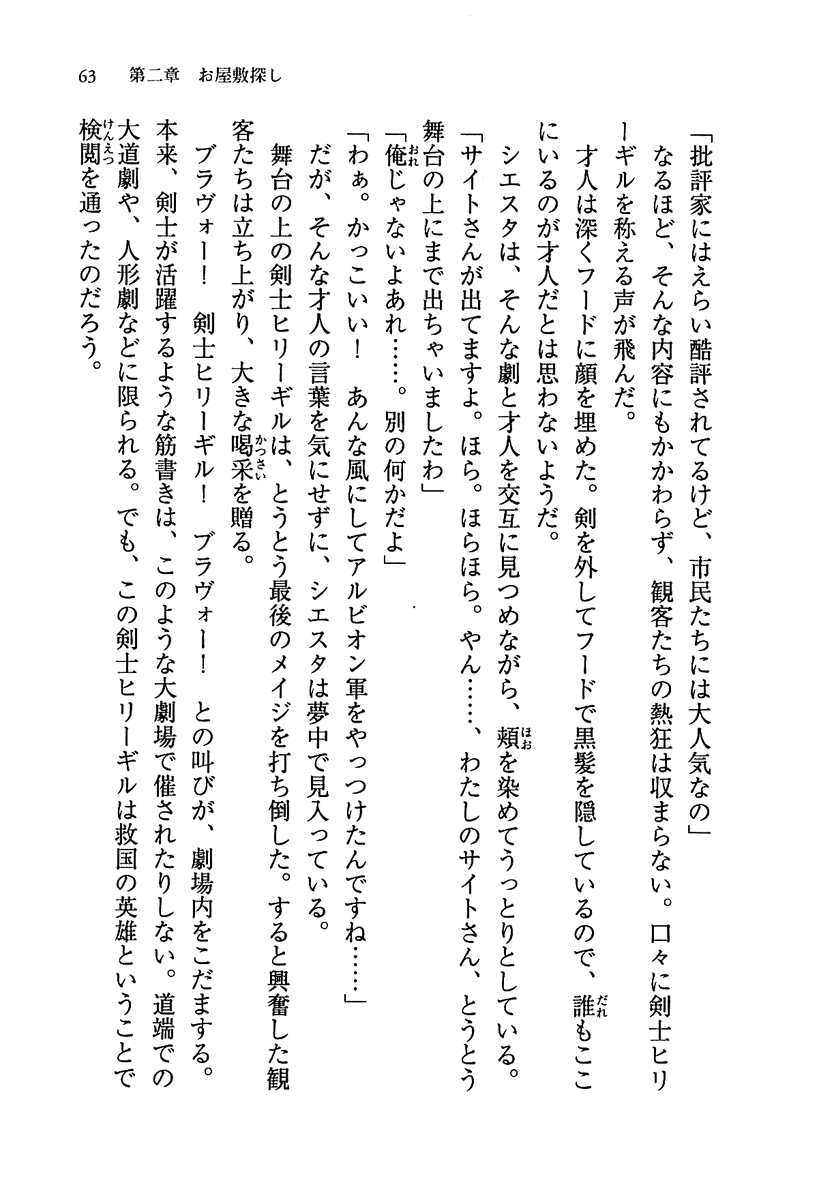 63　第二章　お屋敷探し
「批評家にはえらい酷評されてるけど、市民たちには大人気なの」
　なるほど、そんな内容にもかかわらず、観客たちの熱狂は収まらない。口々に剣士ヒリ
ーギルを称える声が飛んだ。
　才人は深くフードに顔を埋めた。剣を外してフードで黒髪を隠しているので、誰もここ
にいるのが才人だとは思わないようだ。
　シエスタは、そんな劇と才人を交互に見つめながら、頬を染めてうっとりとしている。
「サイトさんが出てますよ。ほら。ほらほら。やん……、わたしのサイトさん、とうとう
舞台の上にまで出ちゃいましたわ」
「俺じゃないよあれ……。別の何かだよ」
「わぁ。かっこいい！　あんな風にしてアルビオン軍をやっつけたんですね……」
　だが、そんな才人の言葉を気にせずに、シエスタは夢中で見入っている。
　舞台の上の剣士ヒリーギルは、とうとう最後のメイジを打ち倒した。すると興奮した観
客たちは立ち上がり、大きな喝采を贈る。
　ブラヴォー！　剣士ヒリーギル！　ブラヴォー！　との叫びが、劇場内をこだまする。
本来、剣士が活躍するような筋書きは、このような大劇場で催されたりしない。道端での
大道劇や、人形劇などに限られる。でも、この剣士ヒリーギルは救国の英雄ということで
検閲を通ったのだろう。